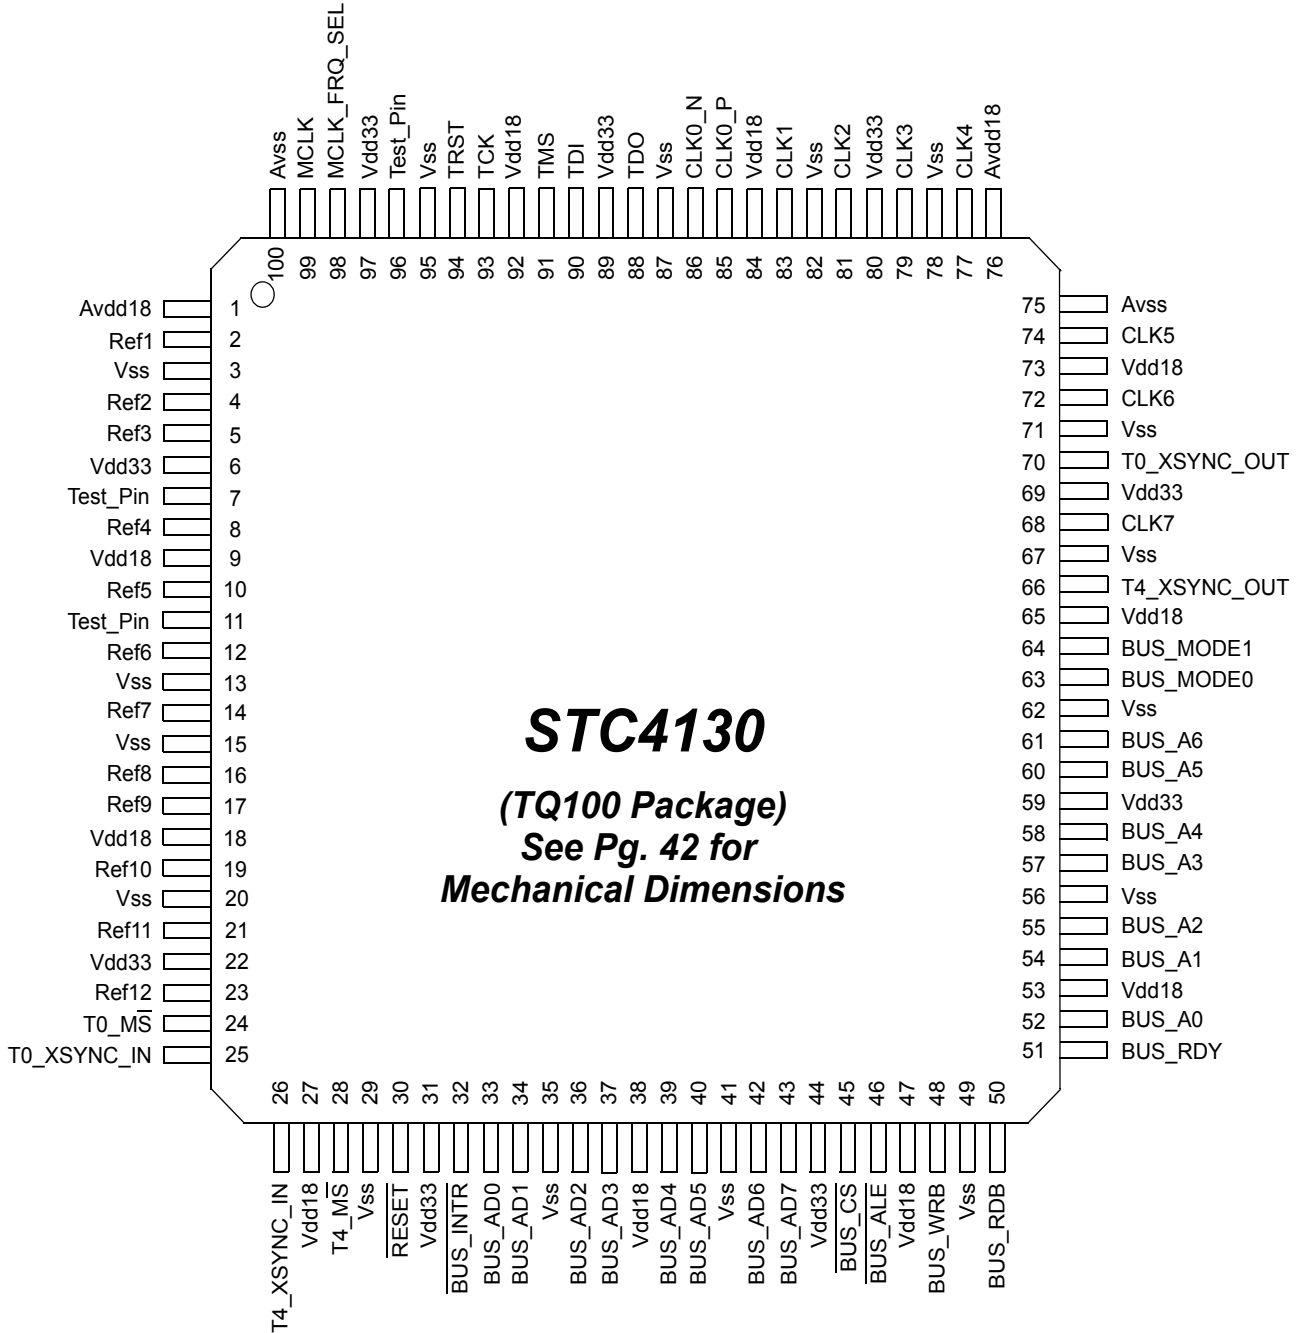 Avss
MCLK
MCLK_FRQ_SEL
Vdd33
Test_Pin
Vss
TRST
TCK
Vdd18
TMS
TDI
Vdd33
TDO
Vss
CLK0_N
CLK0_P
Vdd18
CLK1
Vss
CLK2
Vdd33
CLK3
Vss
CLK4
Avdd18
100
99
98
97
96
95
94
93
92
91
90
89
88
87
86
85
84
83
82
81
80
79
78
77
76
Avdd18 1
Ref1 2
Vss 3
Ref2 4
Ref3 5
Vdd33 6
Test_Pin 7
Ref4 8
Vdd18 9
Ref5 10
Test_Pin 11
Ref6 12
Vss 13
Ref7 14
Vss 15
Ref8 16
Ref9 17
Vdd18 18
Ref10 19
Vss 20
Ref11 21
Vdd33 22
Ref12 23
T0_MS 24
T0_XSYNC_IN 25
STC4130
(TQ100 Package)
See Pg. 42 for
Mechanical Dimensions
75 Avss
74 CLK5
73 Vdd18
72 CLK6
71 Vss
70 T0_XSYNC_OUT
69 Vdd33
68 CLK7
67 Vss
66 T4_XSYNC_OUT
65 Vdd18
64 BUS_MODE1
63 BUS_MODE0
62 Vss
61 BUS_A6
60 BUS_A5
59 Vdd33
58 BUS_A4
57 BUS_A3
56 Vss
55 BUS_A2
54 BUS_A1
53 Vdd18
52 BUS_A0
51 BUS_RDY
26
27
28
29
30
31
32
33
34
35
36
37
38
39
40
41
42
43
44
45
46
47
48
49
50
T4_XSYNC_IN
Vdd18
T4_MS
Vss
RESET
Vdd33
BUS_INTR
BUS_AD0
BUS_AD1
Vss
BUS_AD2
BUS_AD3
Vdd18
BUS_AD4
BUS_AD5
Vss
BUS_AD6
BUS_AD7
Vdd33
BUS_CS
BUS_ALE
Vdd18
BUS_WRB
Vss
BUS_RDB